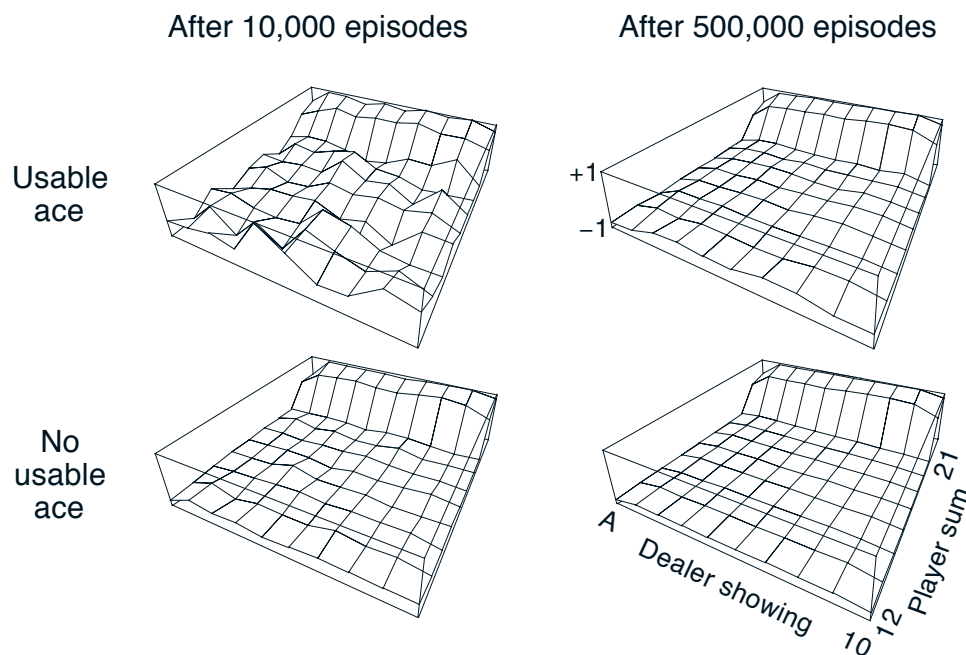 After 10,000 episodes
After 500,000 episodes
Usable
ace
+1
−1
No
usable
ace
A
Dealer showing
10
12
Player sum
21